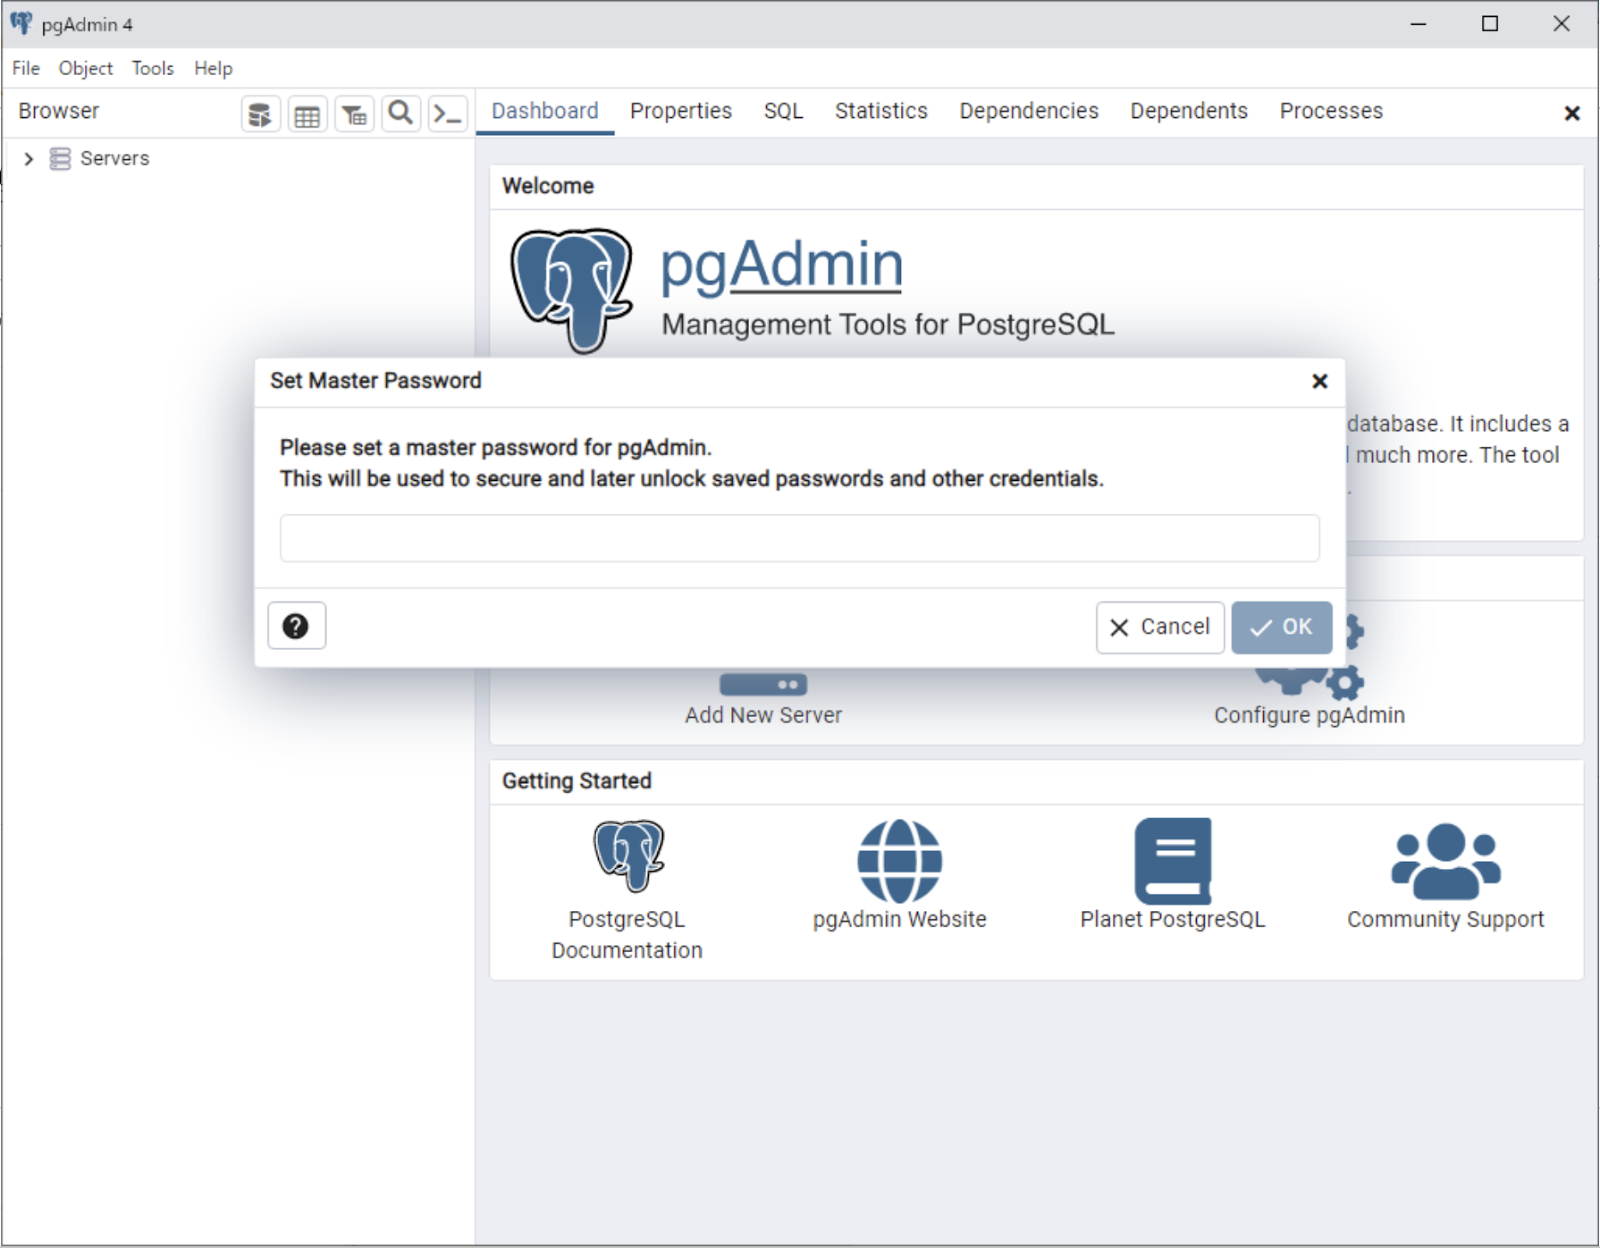 pgAdmin 4
File Object Tools Help
Browser
Dashboard Properties SQL Statistics Dependencies Dependents Processes
Servers
Welcome
pgAdmin
Management Tools for PostgreSQL
Set Master Password
Please set a master password for pgAdmin.
This will be used to secure and later unlock saved passwords and other credentials.
database. It includes a
much more. The tool
Cancel OK
Add New Server
Configure pgAdmin
Getting Started
PostgreSQL
Documentation
pgAdmin Website
Planet PostgreSQL
Community Support